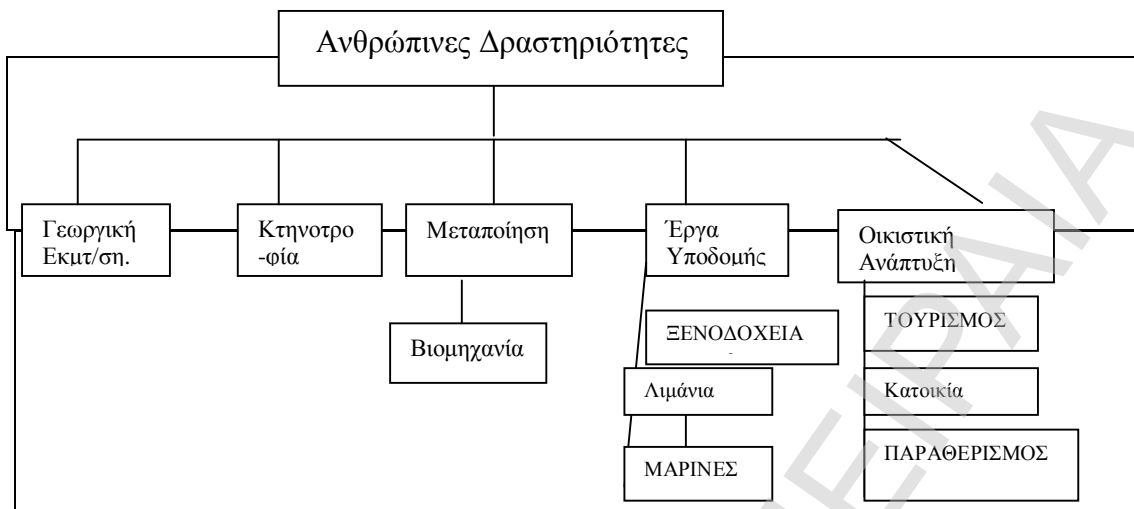 Ανθρώπινες Δραστηριότητες
Γεωργική
Εκμτ/ση.
Κτηνοτρο
-φία
Μεταποίηση
Έργα
Υποδομής
Οικιστική
Ανάπτυξη
Βιομηχανία
ΞΕΝΟΔΟΧΕΙΑ
Λιμάνια
ΜΑΡΙΝΕΣ
ΤΟΥΡΙΣΜΟΣ
Κατοικία
ΠΑΡΑΘΕΡΙΣΜΟΣ
ΠΕΙΡΑΙΑ